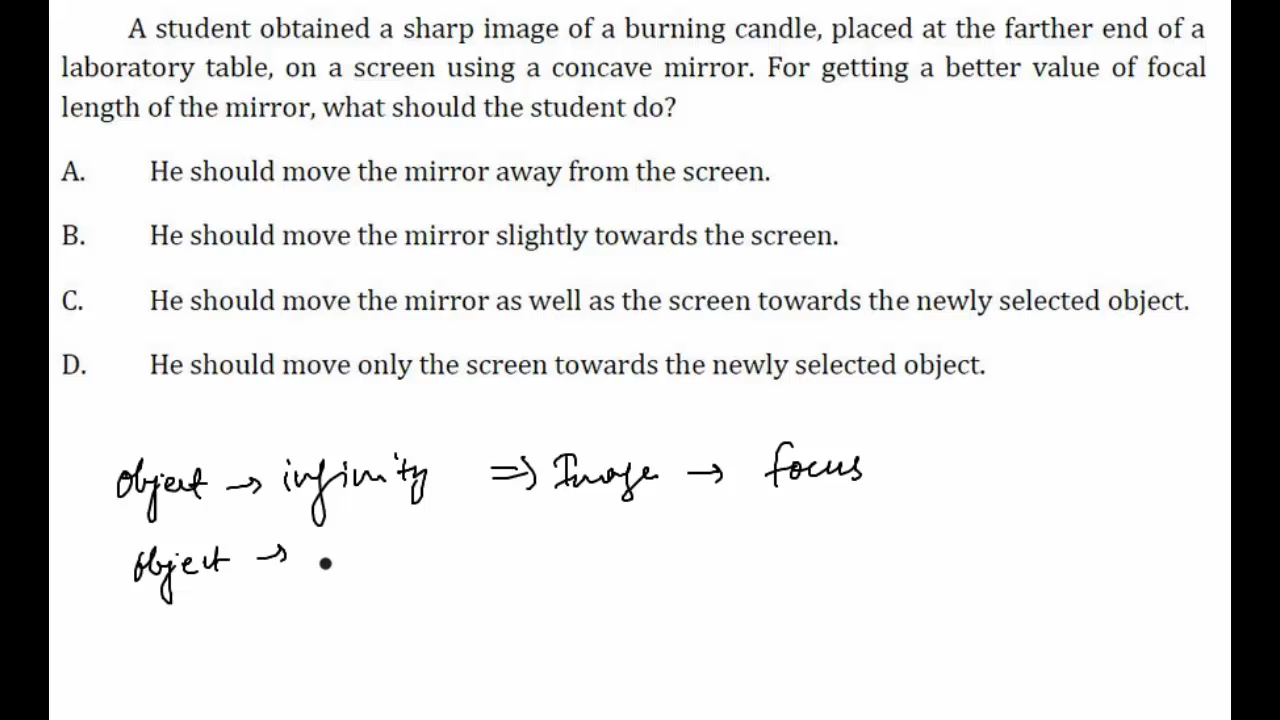 A student obtained a sharp image of a burning candle, placed at the farther end of a
laboratory table, on a screen using a concave mirror. For getting a better value of focal
length of the mirror, what should the student do?
A. He should move the mirror away from the screen.
B. He should move the mirror slightly towards the screen.
C. He should move the mirror as well as the screen towards the newly selected object.
D. He should move only the screen towards the newly selected object.
object → infinity ⇒ Image → focus
object →